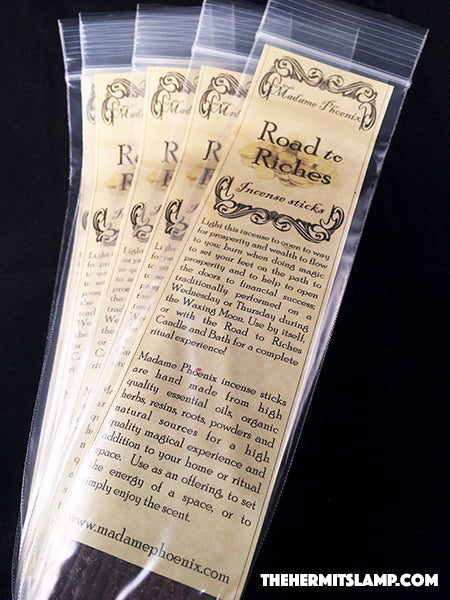 Madame Phoenix
Road to
Riches
Incense sticks
Light this incense to open to way
for prosperity and wealth to flow
to you; burn when doing magic
to set your feet on the path to
prosperity and to help to open
the doors to financial success.
traditionally performed on a
Wednesday or Thursday during
the Waxing Moon. Use by itself,
or with the Road to Riches
Candle and Bath for a complete
ritual experience!
Madame Phoenix incense sticks
are hand made from high
quality essential oils, organic
herbs, resins, roots, powders and
natural sources for a high
quality magical experience and
addition to your home or ritual
space. Use as an offering, to set
the energy of a space, or to
simply enjoy the scent.
www.madamephoenix.com
THEHERMITSLAMP.COM